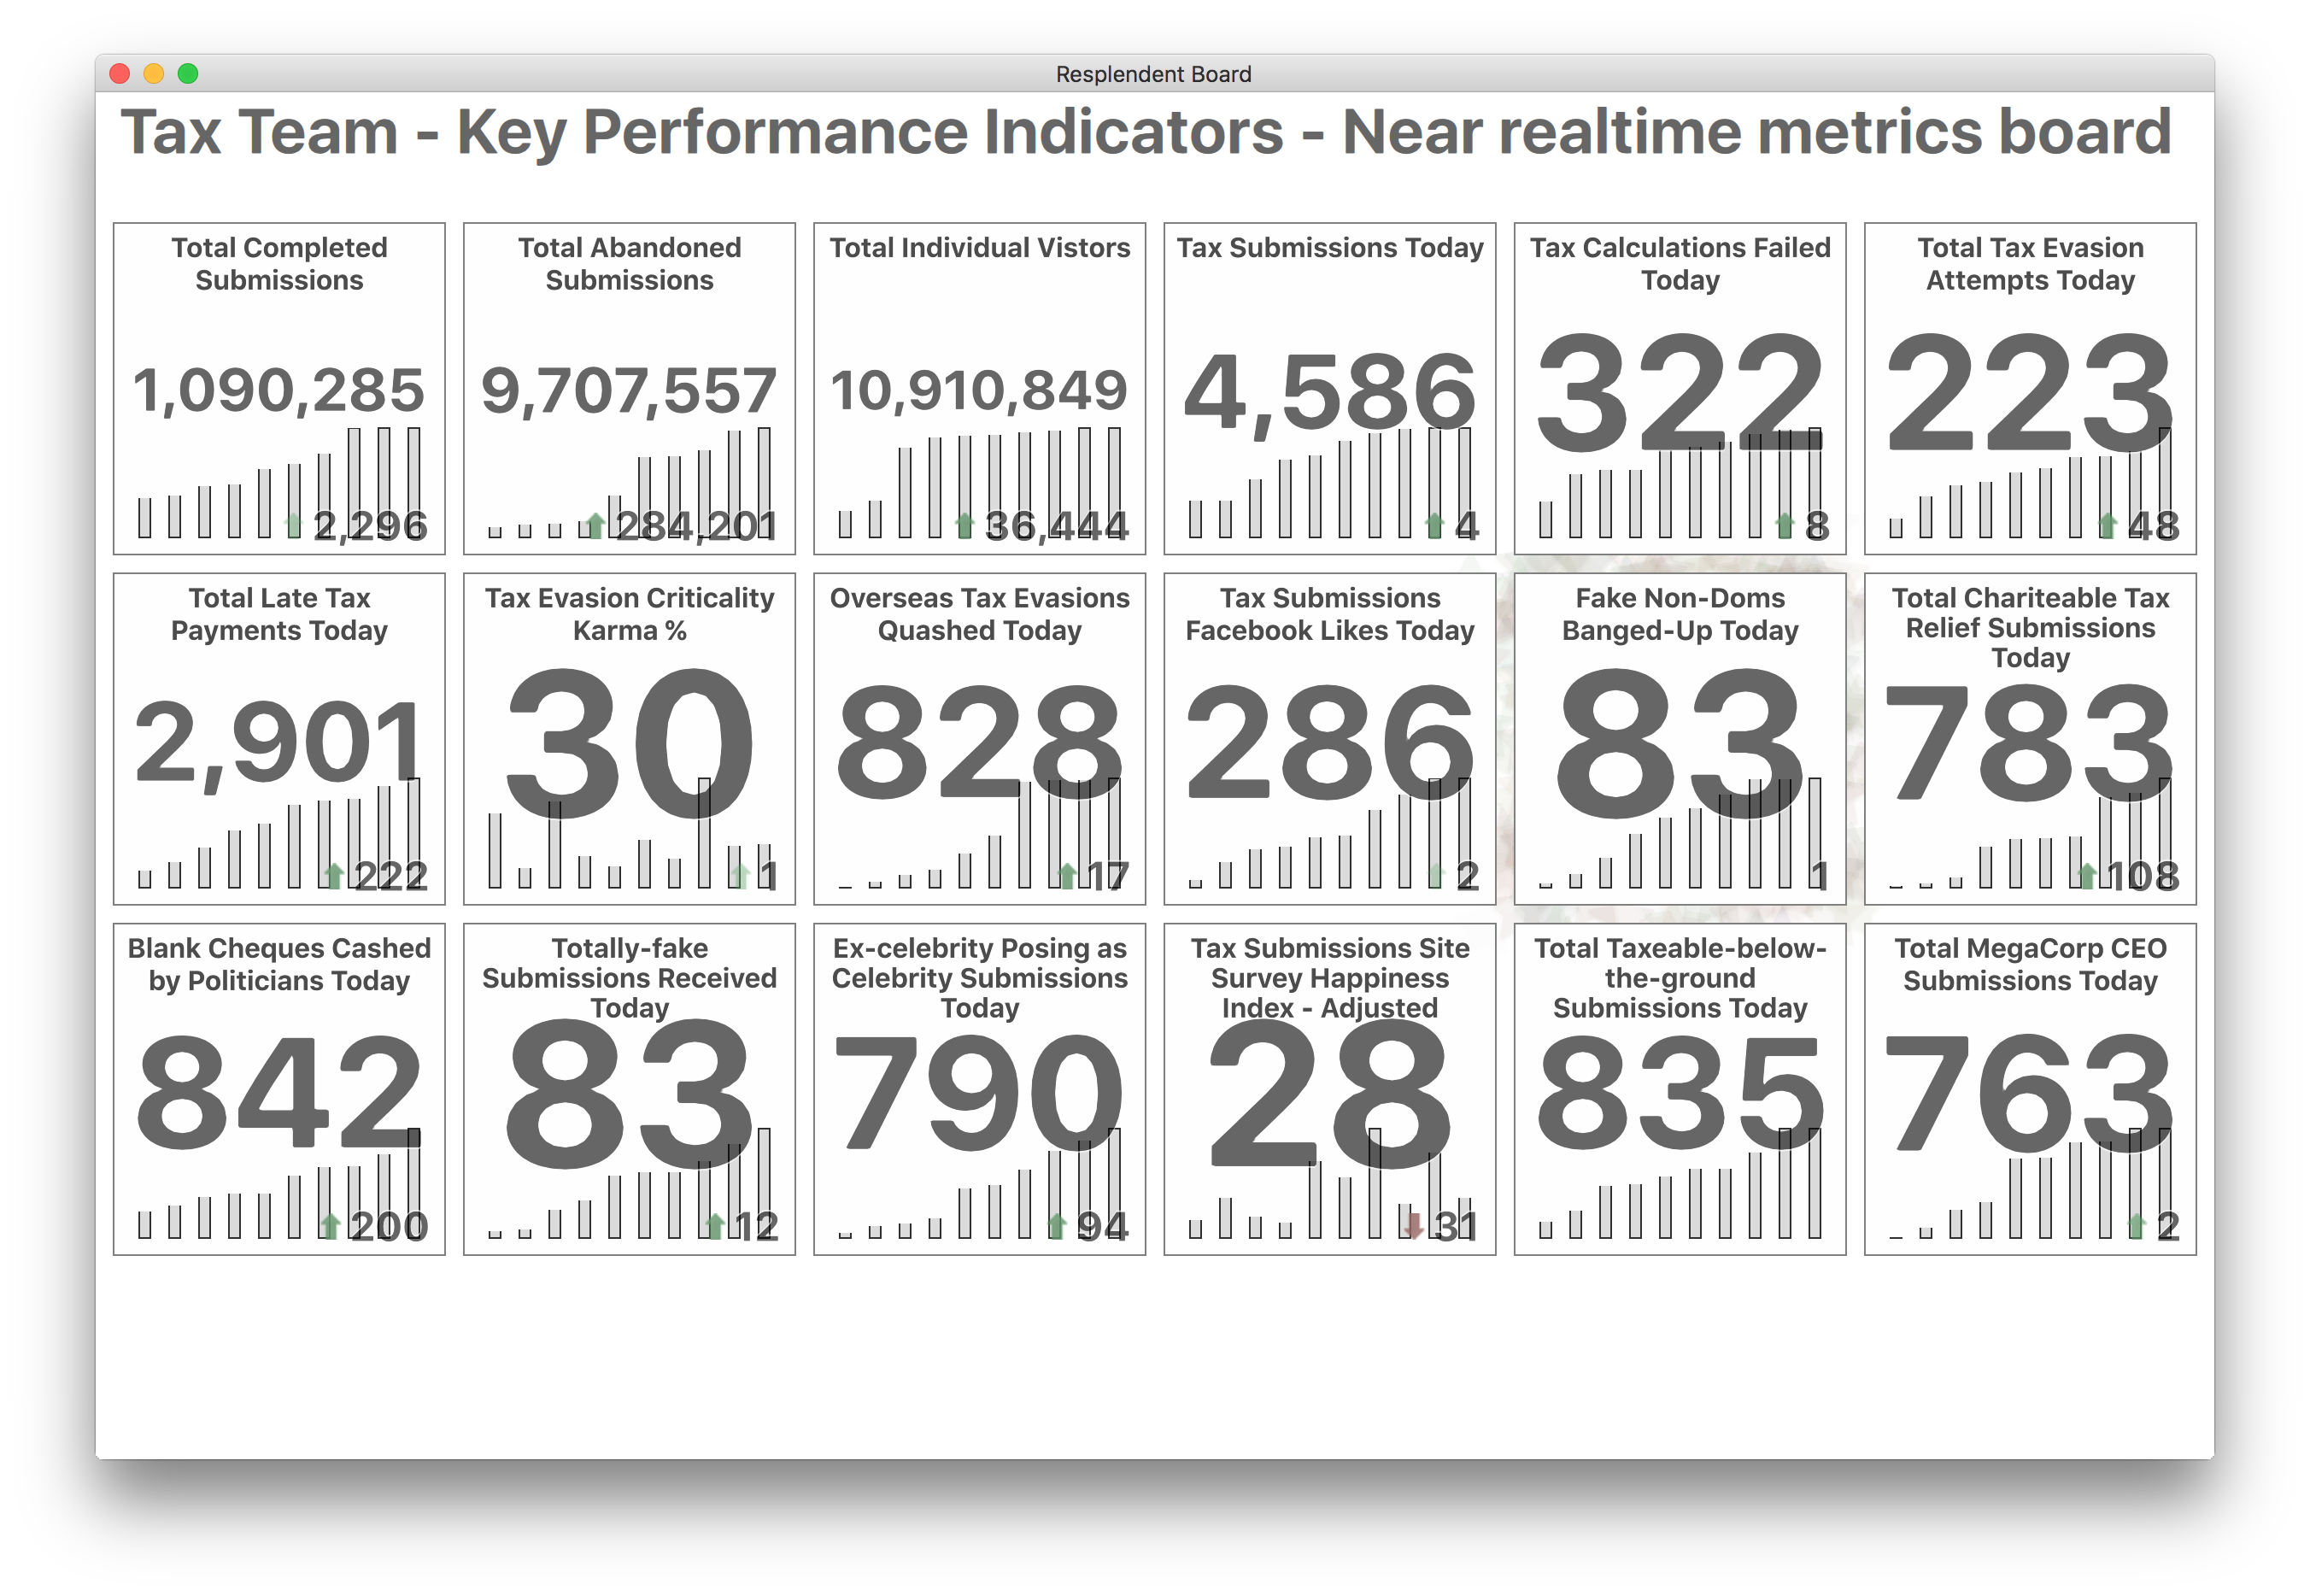 Resplendent Board
Tax Team - Key Performance Indicators - Near realtime metrics board
Total Completed
Submissions
1,090,285
2,296
Total Abandoned
Submissions
9,707,557
284,201
Total Individual Vistors
10,910,849
36,444
Tax Submissions Today
4,586
4
Tax Calculations Failed
Today
322
8
Total Tax Evasion
Attempts Today
223
48
Total Late Tax
Payments Today
2,901
222
Tax Evasion Criticality
Karma %
30
1
Overseas Tax Evasions
Quashed Today
828
17
Tax Submissions
Facebook Likes Today
286
2
Fake Non-Doms
Banged-Up Today
83
1
Total Chariteable Tax
Relief Submissions
Today
783
108
Blank Cheques Cashed
by Politicians Today
842
200
Totally-fake
Submissions Received
Today
83
12
Ex-celebrity Posing as
Celebrity Submissions
Today
790
94
Tax Submissions Site
Survey Happiness
Index - Adjusted
28
31
Total Taxeable-below-
the-ground
Submissions Today
835
Total MegaCorp CEO
Submissions Today
763
2